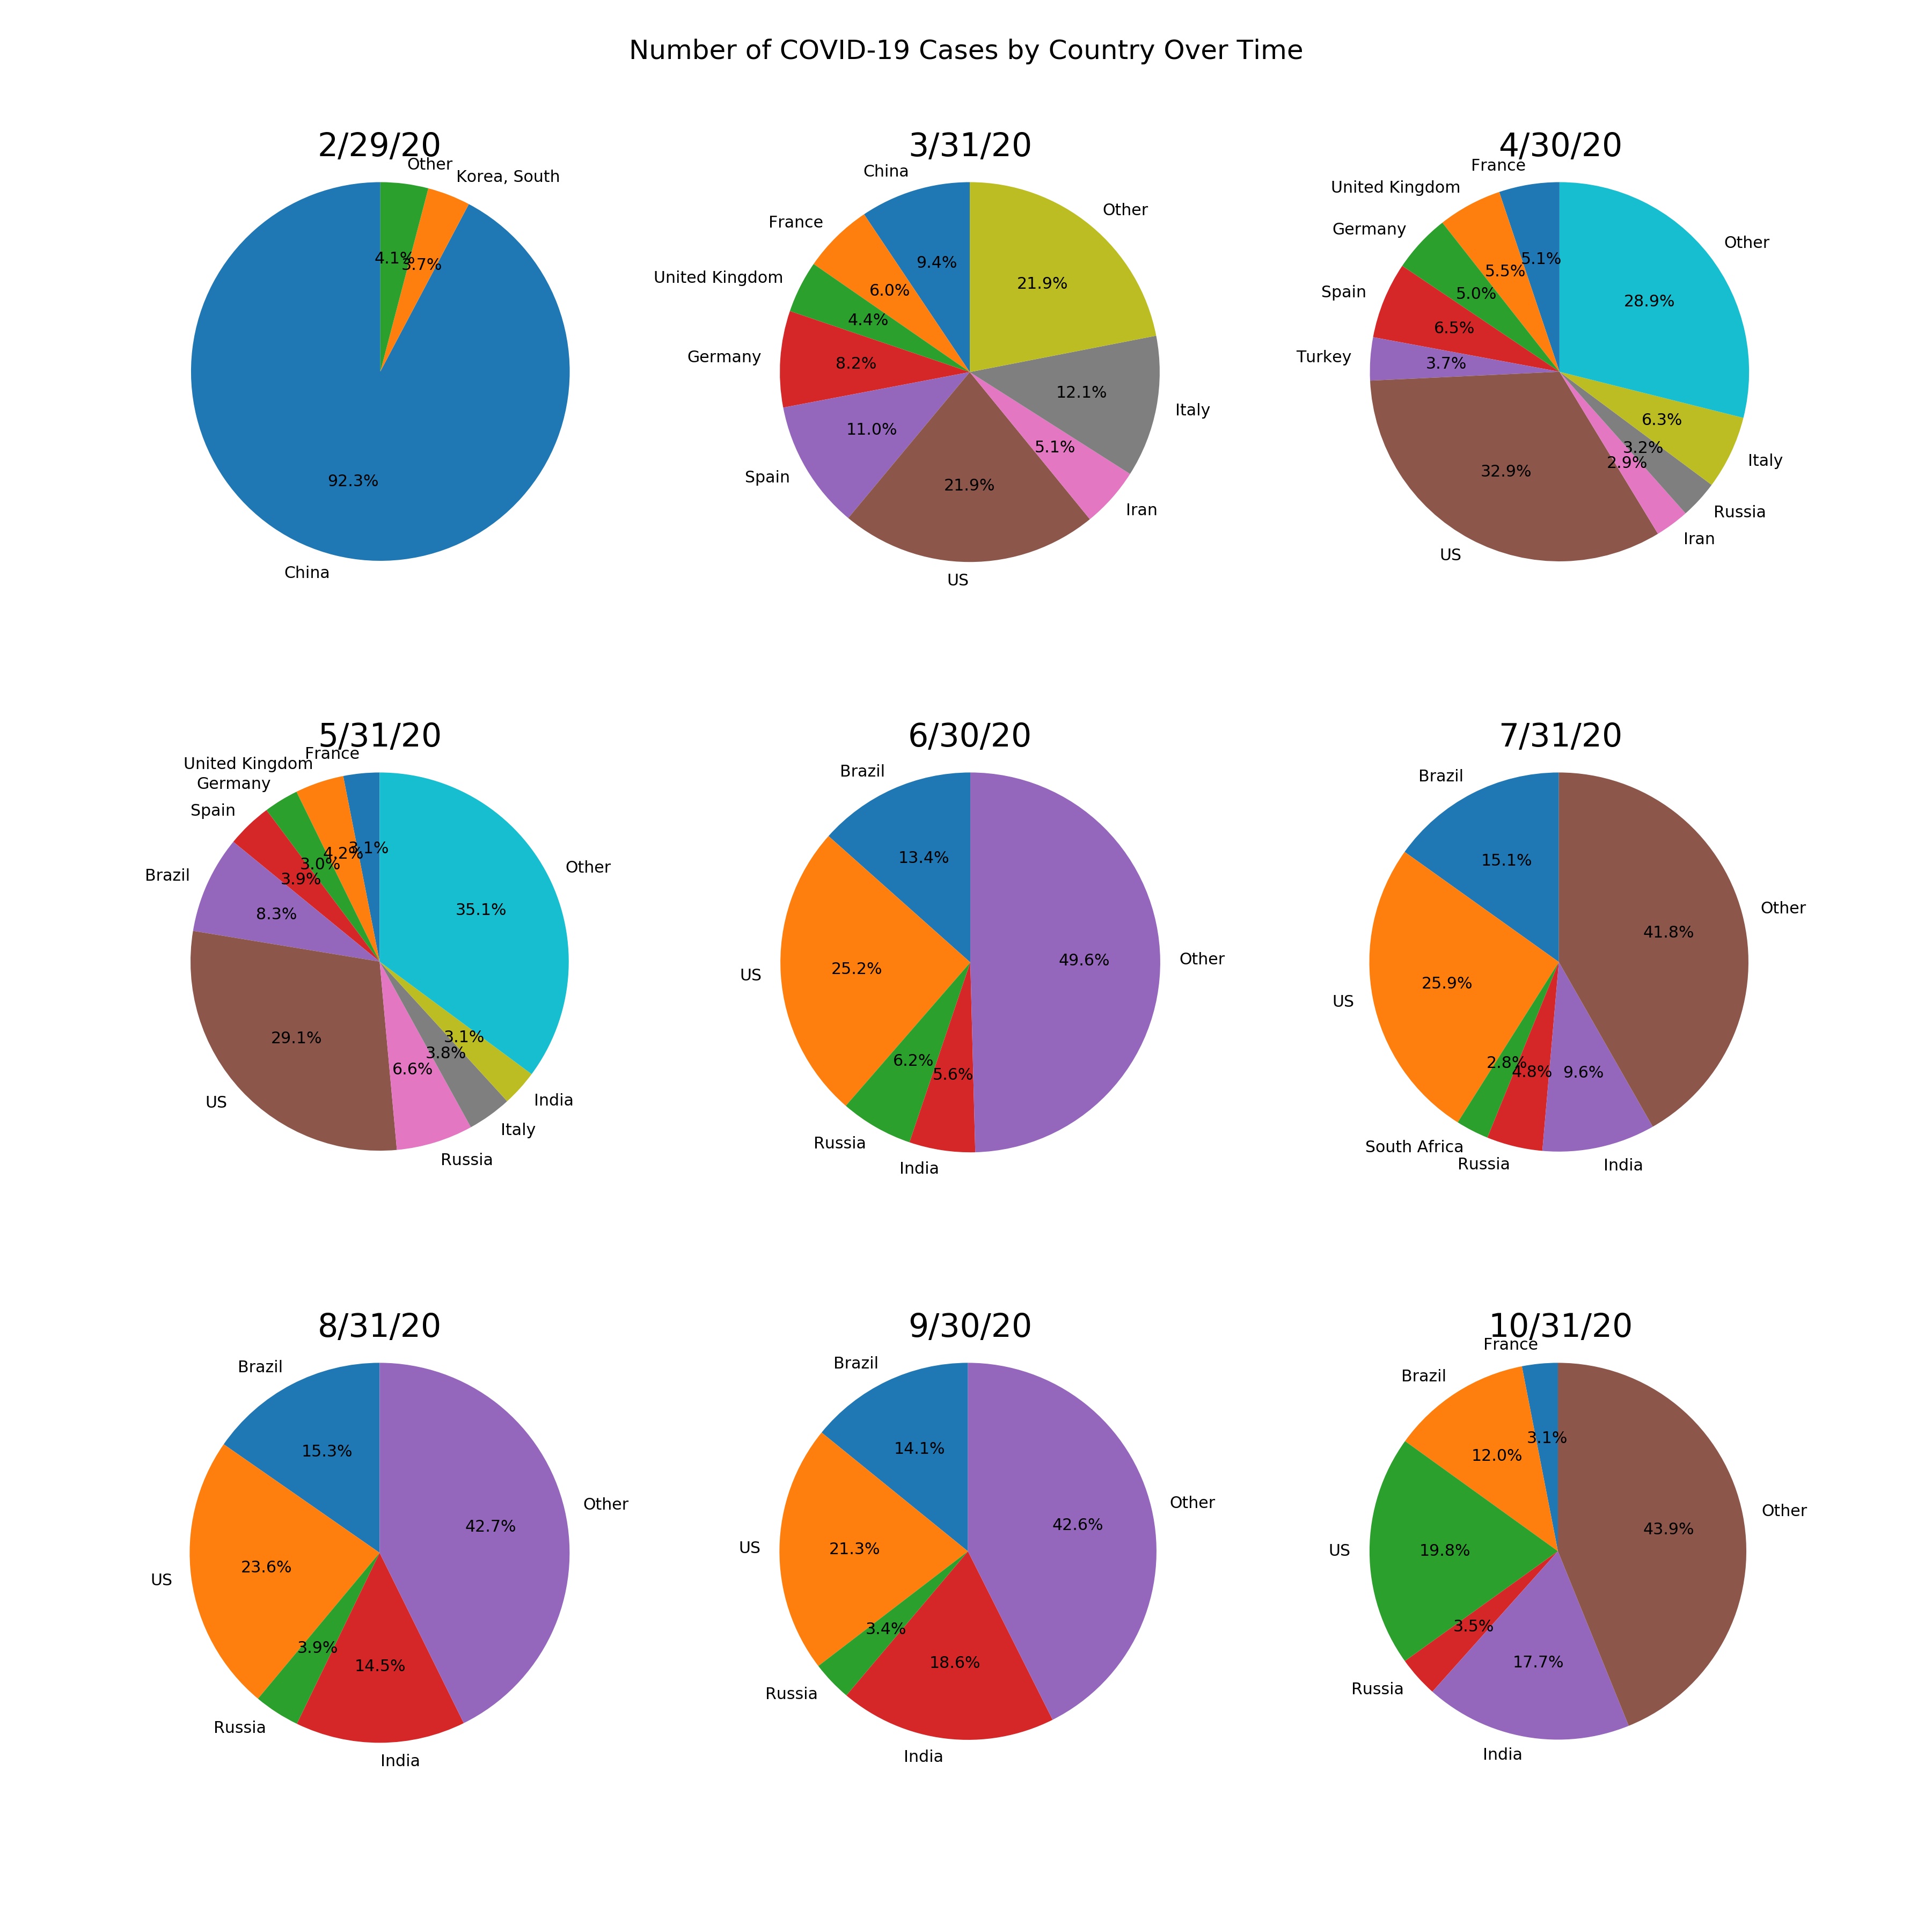 Number of COVID-19 Cases by Country Over Time
2/29/20
Other
Korea, South
4.1%
3.7%
92.3%
China
3/31/20
China
Other
France
9.4%
21.9%
United Kingdom
6.0%
4.4%
Germany
8.2%
12.1%
Italy
11.0%
5.1%
Spain
21.9%
Iran
US
4/30/20
France
United Kingdom
Germany
Other
5.1%
5.5%
5.0%
28.9%
Spain
6.5%
Turkey
3.7%
6.3%
3.2%
2.9%
32.9%
Italy
Russia
Iran
US
5/31/20
France
United Kingdom
Germany
Spain
3.1%
4.2%
3.0%
3.9%
Other
Brazil
8.3%
35.1%
29.1%
3.1%
3.8%
6.6%
US
India
Italy
Russia
6/30/20
Brazil
13.4%
US
25.2%
49.6%
Other
6.2%
5.6%
Russia
India
7/31/20
Brazil
15.1%
Other
41.8%
US
25.9%
2.8%
4.8%
9.6%
South Africa
Russia
India
8/31/20
Brazil
15.3%
Other
42.7%
US
23.6%
3.9%
14.5%
Russia
India
9/30/20
Brazil
14.1%
Other
42.6%
US
21.3%
3.4%
18.6%
Russia
India
10/31/20
France
Brazil
3.1%
12.0%
Other
43.9%
US
19.8%
3.5%
17.7%
Russia
India